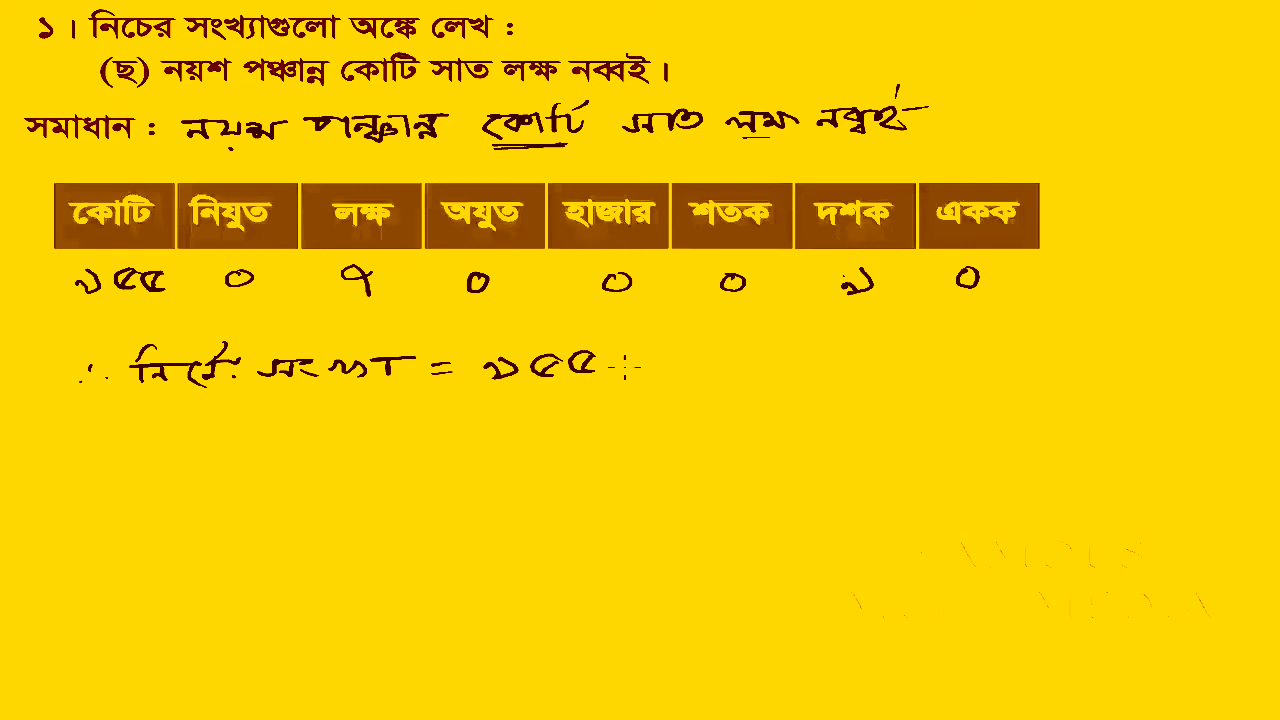 ১। নিচের সংখ্যাগুলো অঙ্কে লেখ :
(ছ) নয়শ পঞ্চান্ন কোটি সাত লক্ষ নব্বই।
সমাধান : নয়শ পঞ্চান্ন কোটি সাত লক্ষ নব্বই
কোটি নিযুত লক্ষ অযুত হাজার শতক দশক একক
৯৫৫ ০ ৭ ০ ০ ০ ৯ ০
∴ নির্ণেয় সংখ্যা = ৯৫৫